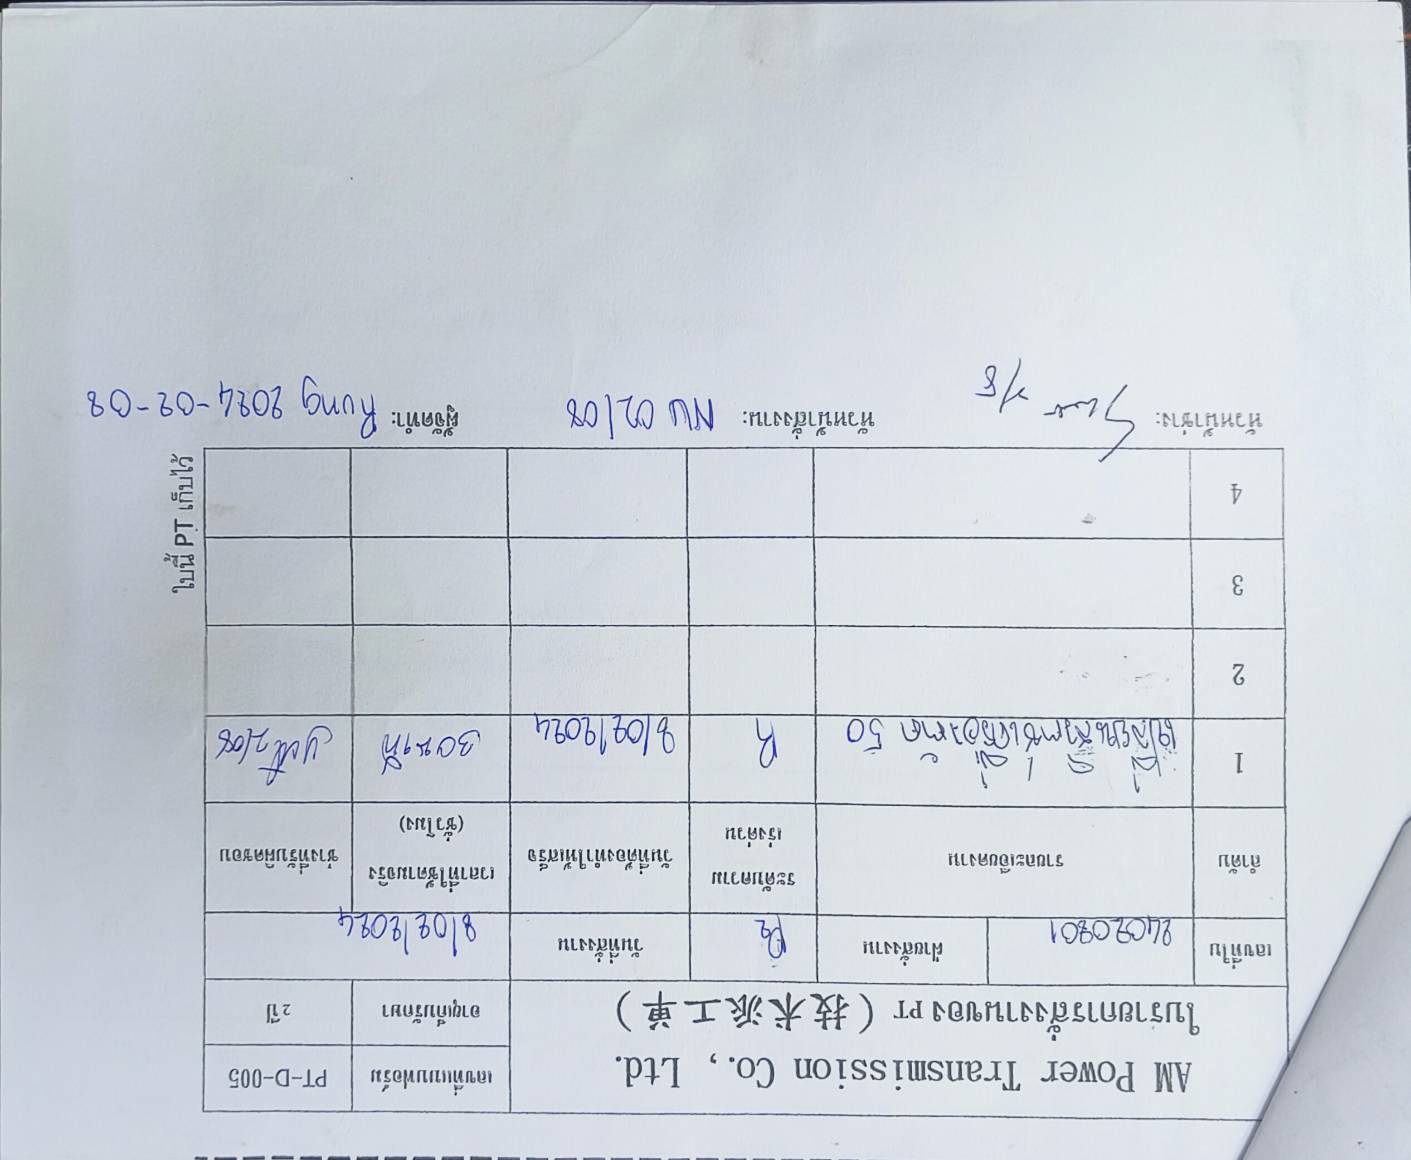 AM Power Transmission Co., Ltd.
ใบรายการสั่งงานของ PT (技术派工单)
เลขที่แบบฟอร์ม PT-D-005
อายุเก็บรักษา 2 ปี
เลขที่ใบ 24020801 ฝ่ายสั่งงาน P2 วันที่สั่งงาน 8/02/2024
ลำดับ รายละเอียดงาน ระดับความเร่งด่วน วันที่ต้องทำให้เสร็จ เวลาที่ใช้ตามจริง (ชั่วโมง) ช่างที่รับผิดชอบ
1 เปลี่ยนสวิตช์เครื่องตัด 50 R 8/02/2024 30 นาที 2/08
2
3
4
หัวหน้าช่าง: 2/8 หัวหน้าสั่งงาน: NU 02/08 ผู้จัดทำ: Rung 2024-02-08
ใบนี้ PT เก็บไว้